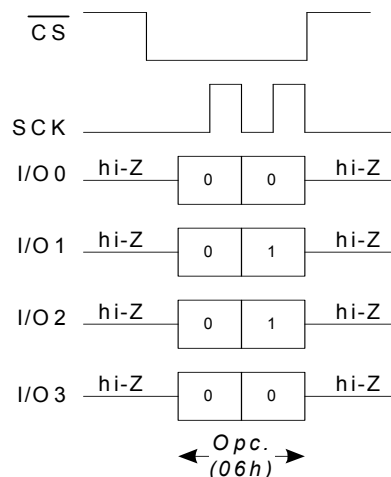 CS
SCK
I/O 0 hi-Z 0 0 hi-Z
I/O 1 hi-Z 0 1 hi-Z
I/O 2 hi-Z 0 1 hi-Z
I/O 3 hi-Z 0 0 hi-Z
Opc.
(06h)